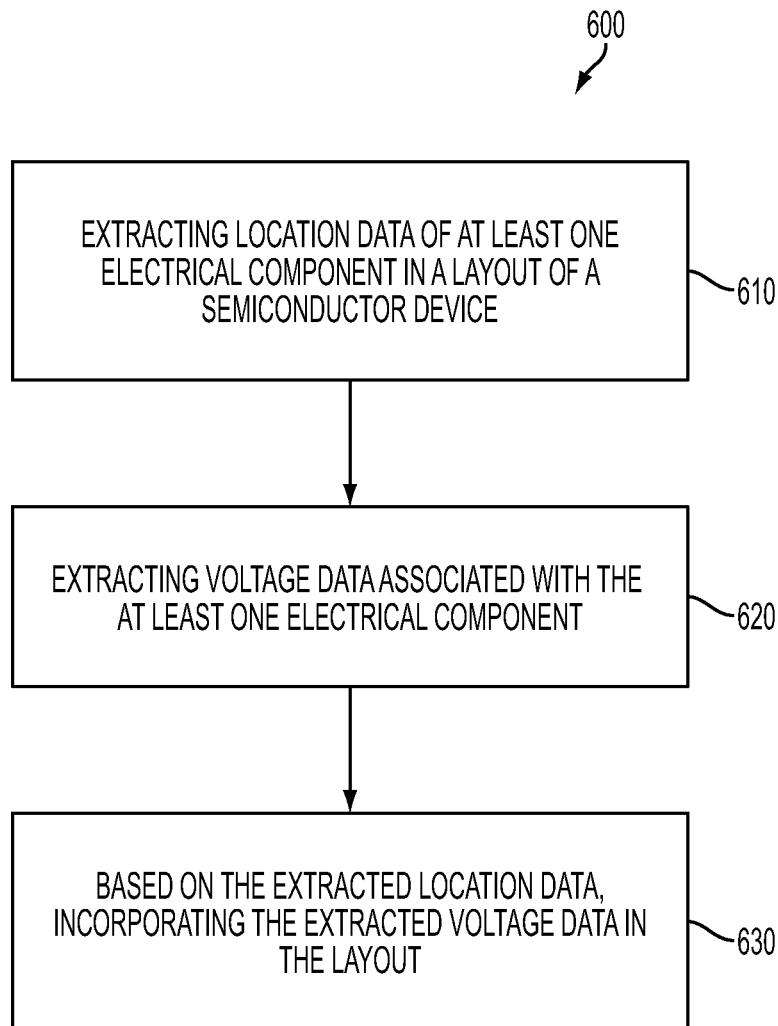 600
EXTRACTING LOCATION DATA OF AT LEAST ONE
ELECTRICAL COMPONENT IN A LAYOUT OF A
SEMICONDUCTOR DEVICE
610
EXTRACTING VOLTAGE DATA ASSOCIATED WITH THE
AT LEAST ONE ELECTRICAL COMPONENT
620
BASED ON THE EXTRACTED LOCATION DATA,
INCORPORATING THE EXTRACTED VOLTAGE DATA IN
THE LAYOUT
630